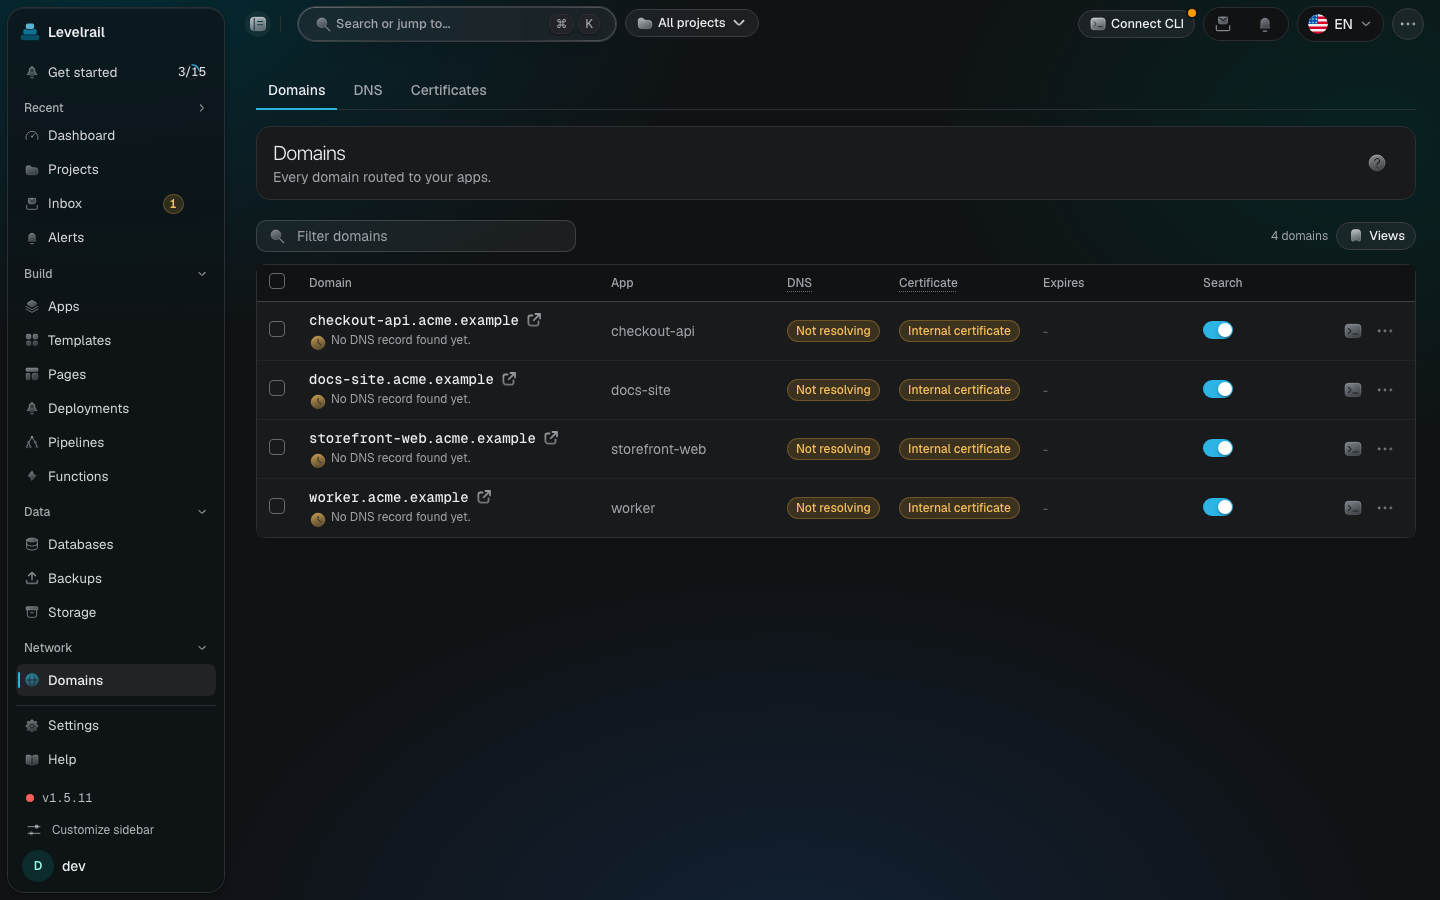 Levelrail
Search or jump to...
⌘ K
All projects
Connect CLI
EN
Get started 3/15
Recent
Dashboard
Projects
Inbox 1
Alerts
Build
Apps
Templates
Pages
Deployments
Pipelines
Functions
Data
Databases
Backups
Storage
Network
Domains
Settings
Help
v1.5.11
Customize sidebar
D dev
Domains DNS Certificates
Domains
Every domain routed to your apps.
?
Filter domains
4 domains Views
Domain App DNS Certificate Expires Search
checkout-api.acme.example
No DNS record found yet.
checkout-api Not resolving Internal certificate -
docs-site.acme.example
No DNS record found yet.
docs-site Not resolving Internal certificate -
storefront-web.acme.example
No DNS record found yet.
storefront-web Not resolving Internal certificate -
worker.acme.example
No DNS record found yet.
worker Not resolving Internal certificate -